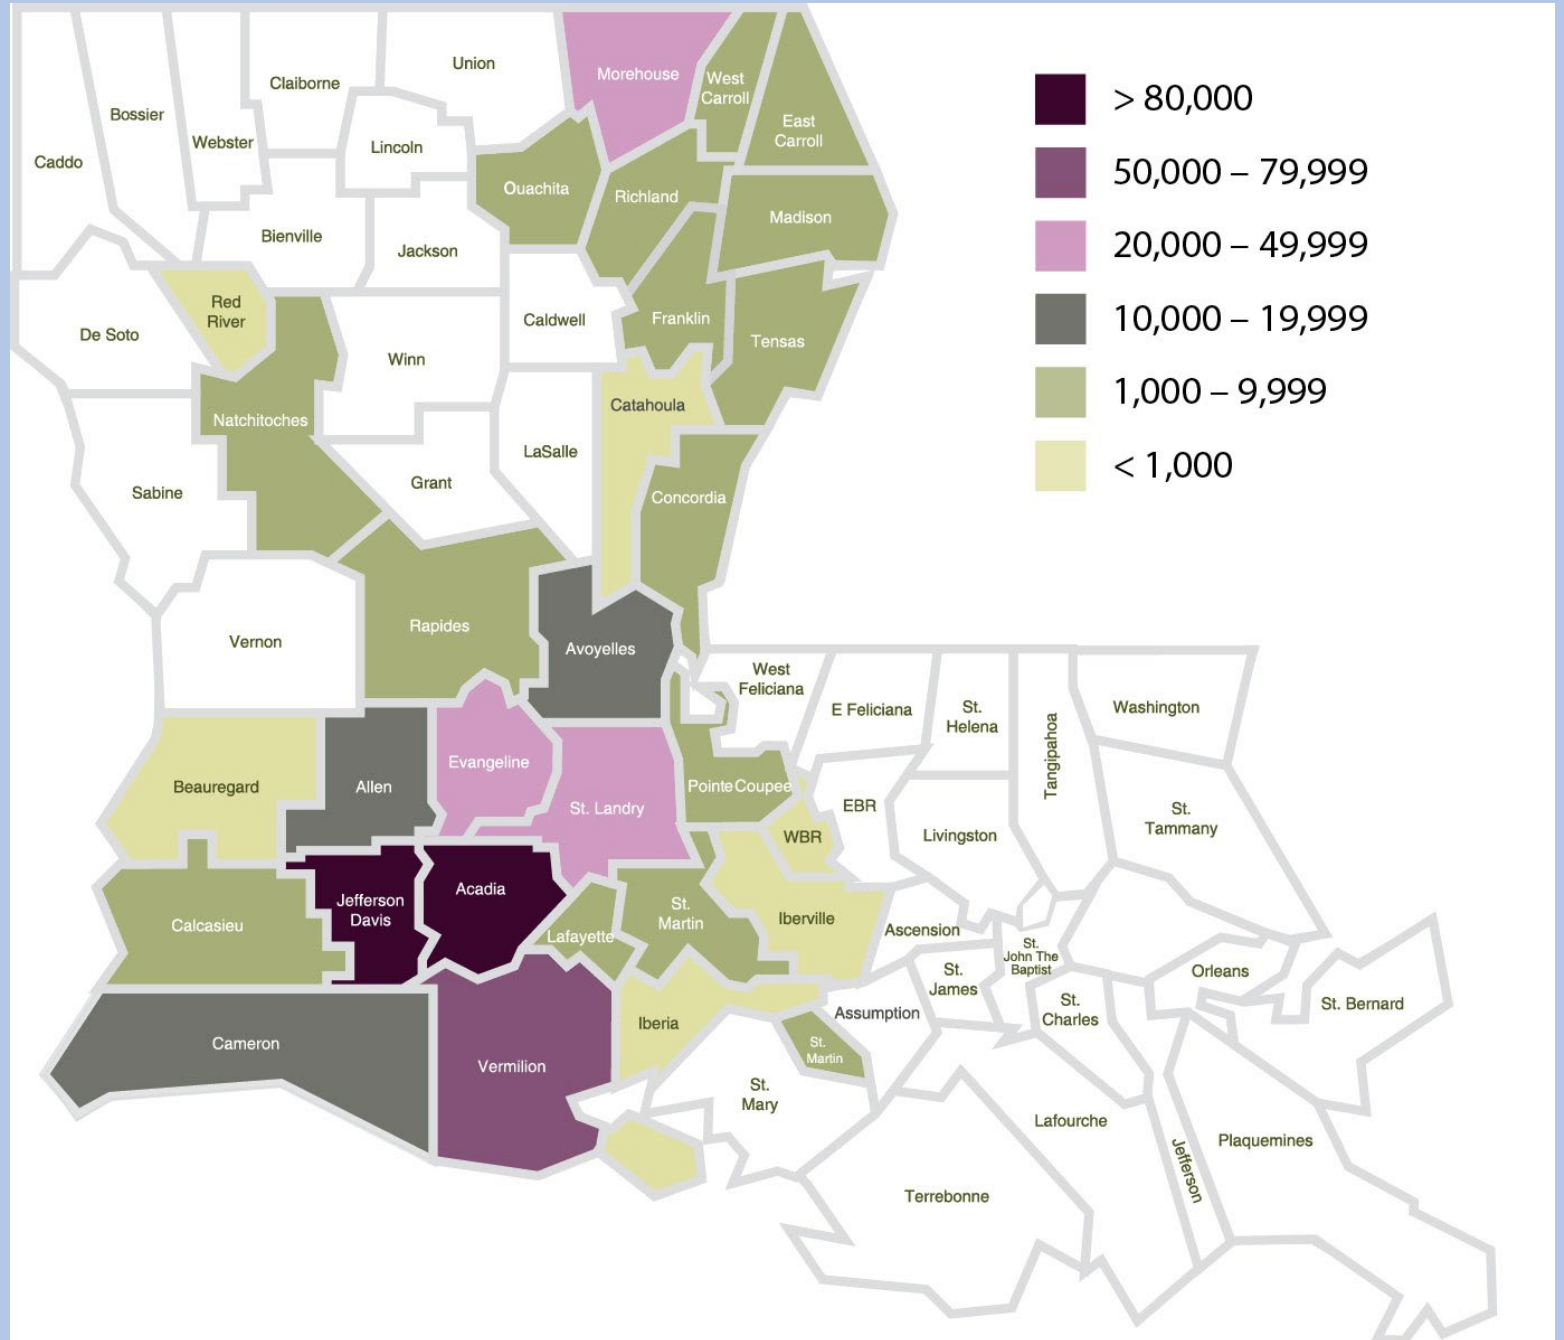 Union
Morehouse
Claiborne
West
Carroll
Bossier
East
Carroll
Webster
Lincoln
Caddo
Ouachita
Richland
Madison
Bienville
Jackson
Red
River
De Soto
Caldwell
Franklin
Tensas
Winn
Catahoula
Natchitoches
LaSalle
Grant
Sabine
Concordia
Vernon
Rapides
Avoyelles
West
Feliciana
E Feliciana
St.
Helena
Tangipahoa
Washington
Beauregard
Allen
Evangeline
St. Landry
Pointe Coupee
EBR
WBR
Livingston
St.
Tammany
Calcasieu
Jefferson
Davis
Acadia
Lafayette
St.
Martin
Iberville
Ascension
St.
John The
Baptist
St.
James
Orleans
St. Bernard
Cameron
Vermilion
Iberia
Assumption
St.
Charles
St.
Martin
St.
Mary
Lafourche
Jefferson
Plaquemines
Terrebonne
> 80,000
50,000 – 79,999
20,000 – 49,999
10,000 – 19,999
1,000 – 9,999
< 1,000